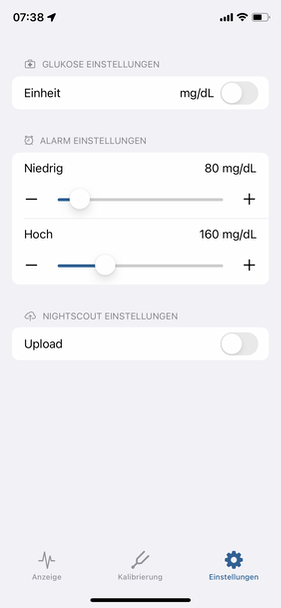 07:38
GLUKOSE EINSTELLUNGEN
Einheit mg/dL
ALARM EINSTELLUNGEN
Niedrig 80 mg/dL
Hoch 160 mg/dL
NIGHTSCOUT EINSTELLUNGEN
Upload
Anzeige Kalibrierung Einstellungen